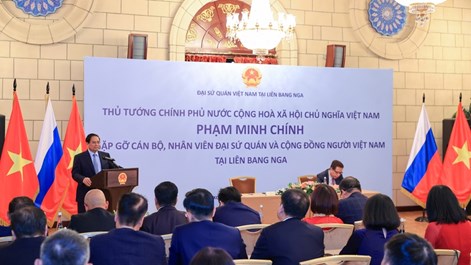 ĐẠI SỨ QUÁN VIỆT NAM TẠI LIÊN BANG NGA
THỦ TƯỚNG CHÍNH PHỦ NƯỚC CỘNG HOÀ XÃ HỘI CHỦ NGHĨA VIỆT NAM
PHẠM MINH CHÍNH
GẶP GỠ CÁN BỘ, NHÂN VIÊN ĐẠI SỨ QUÁN VÀ CỘNG ĐỒNG NGƯỜI VIỆT NAM
TẠI LIÊN BANG NGA